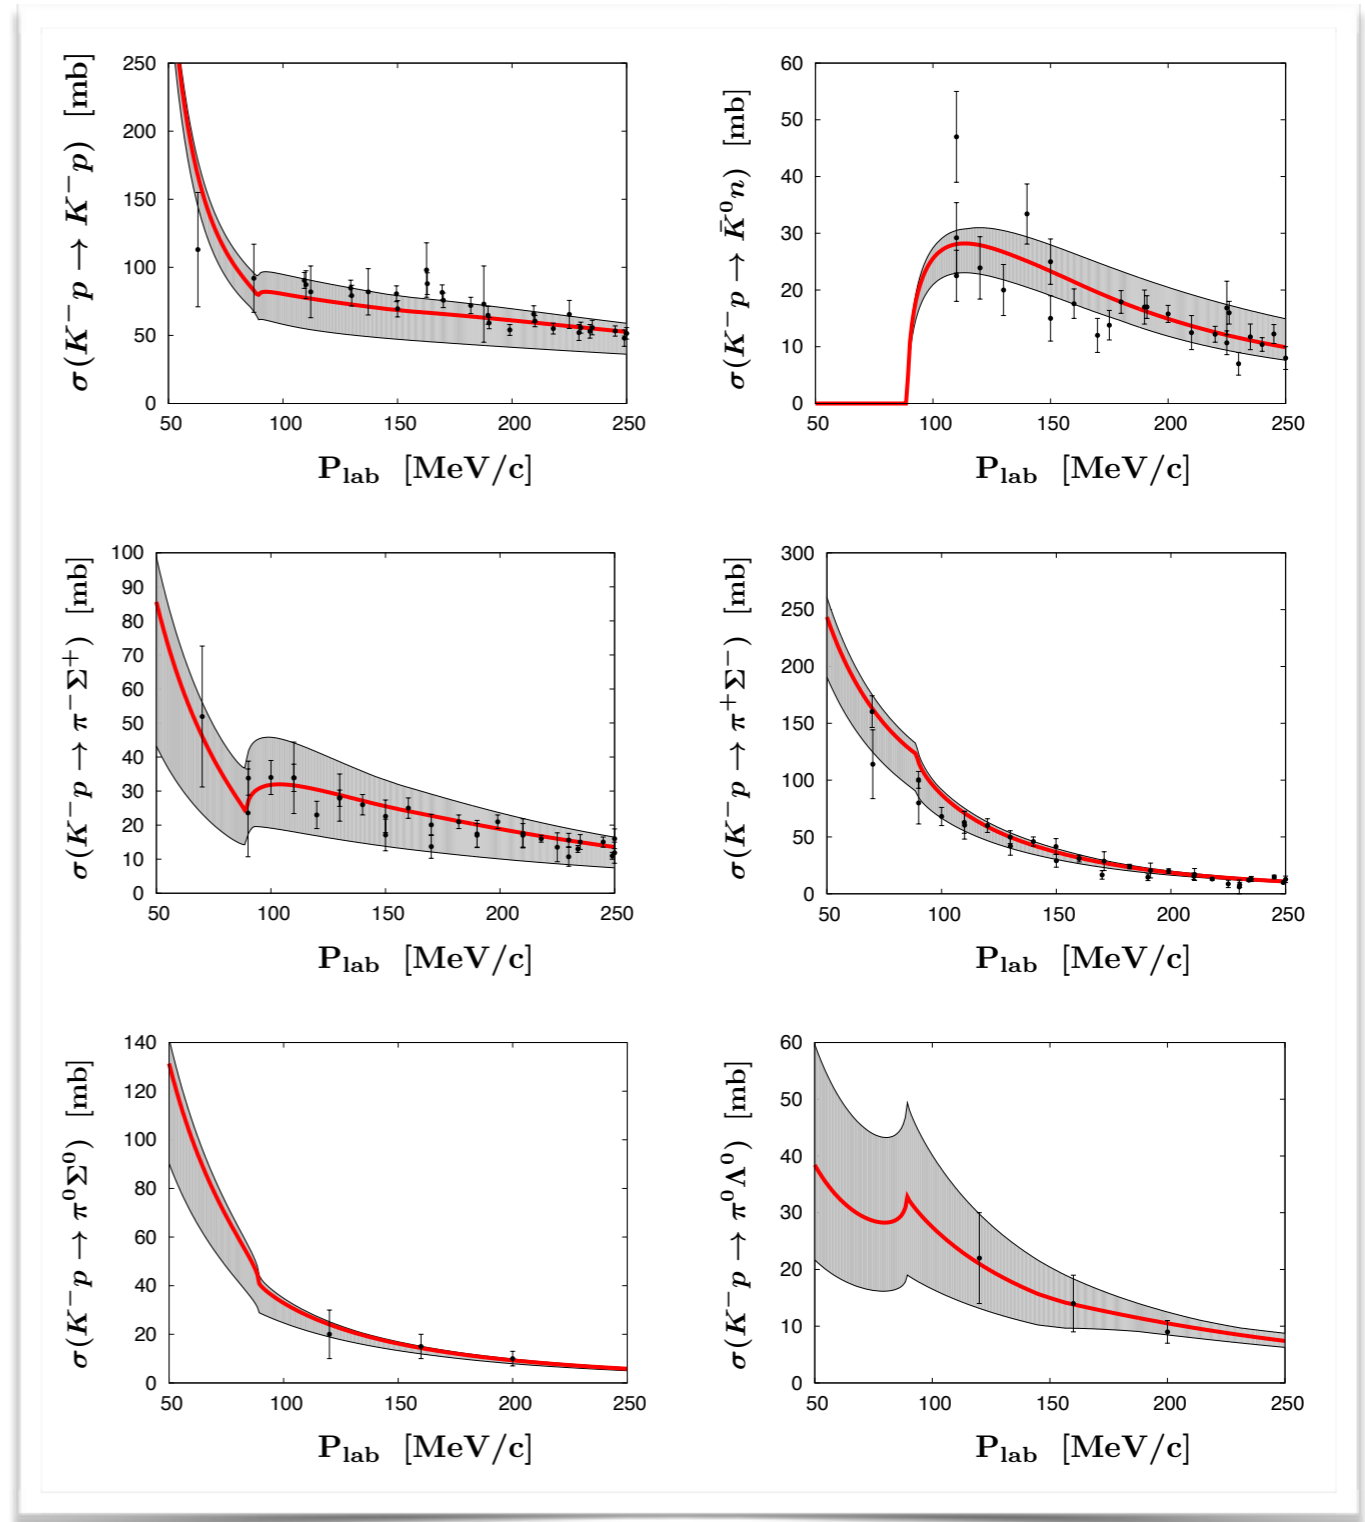 σ(K⁻p → K⁻p) [mb]
250
200
150
100
50
0
50 100 150 200 250
P_lab [MeV/c]
σ(K⁻p → K̄⁰n) [mb]
60
50
40
30
20
10
0
50 100 150 200 250
P_lab [MeV/c]
σ(K⁻p → π⁻Σ⁺) [mb]
100
90
80
70
60
50
40
30
20
10
0
50 100 150 200 250
P_lab [MeV/c]
σ(K⁻p → π⁺Σ⁻) [mb]
300
250
200
150
100
50
0
50 100 150 200 250
P_lab [MeV/c]
σ(K⁻p → π⁰Σ⁰) [mb]
140
120
100
80
60
40
20
0
50 100 150 200 250
P_lab [MeV/c]
σ(K⁻p → π⁰Λ⁰) [mb]
60
50
40
30
20
10
0
50 100 150 200 250
P_lab [MeV/c]